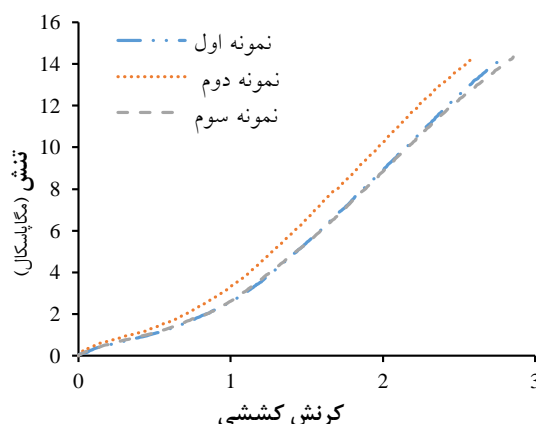 16
14
12
10
8
6
4
2
0
نمونه اول
نمونه دوم
نمونه سوم
تنش (مگاپاسکال)
0
1
2
3
کرنش کششی